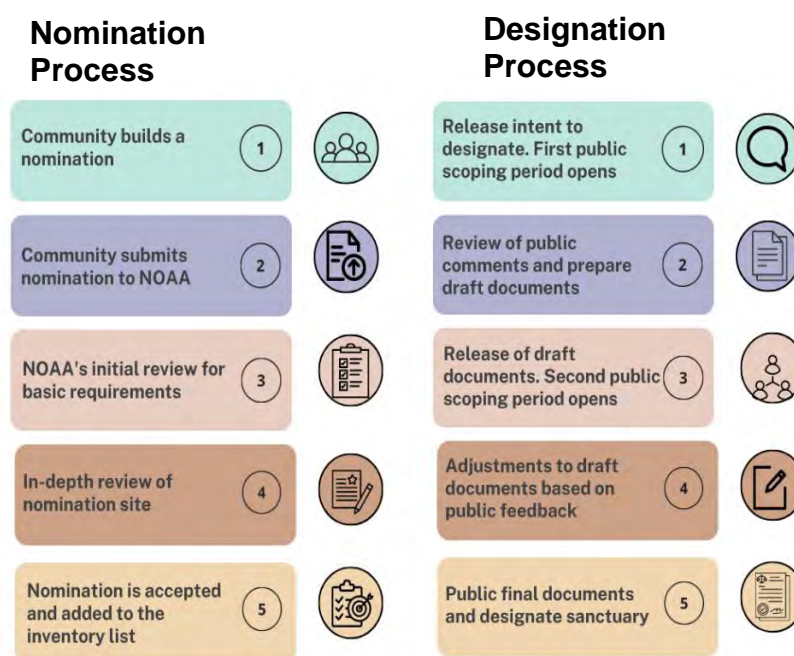 Nomination
Process
Community builds a
nomination
1
Community submits
nomination to NOAA
2
NOAA's initial review for
basic requirements
3
In-depth review of
nomination site
4
Nomination is accepted
and added to the
inventory list
5
Designation
Process
Release intent to
designate. First public
scoping period opens
1
Review of public
comments and prepare
draft documents
2
Release of draft
documents. Second public
scoping period opens
3
Adjustments to draft
documents based on
public feedback
4
Public final documents
and designate sanctuary
5